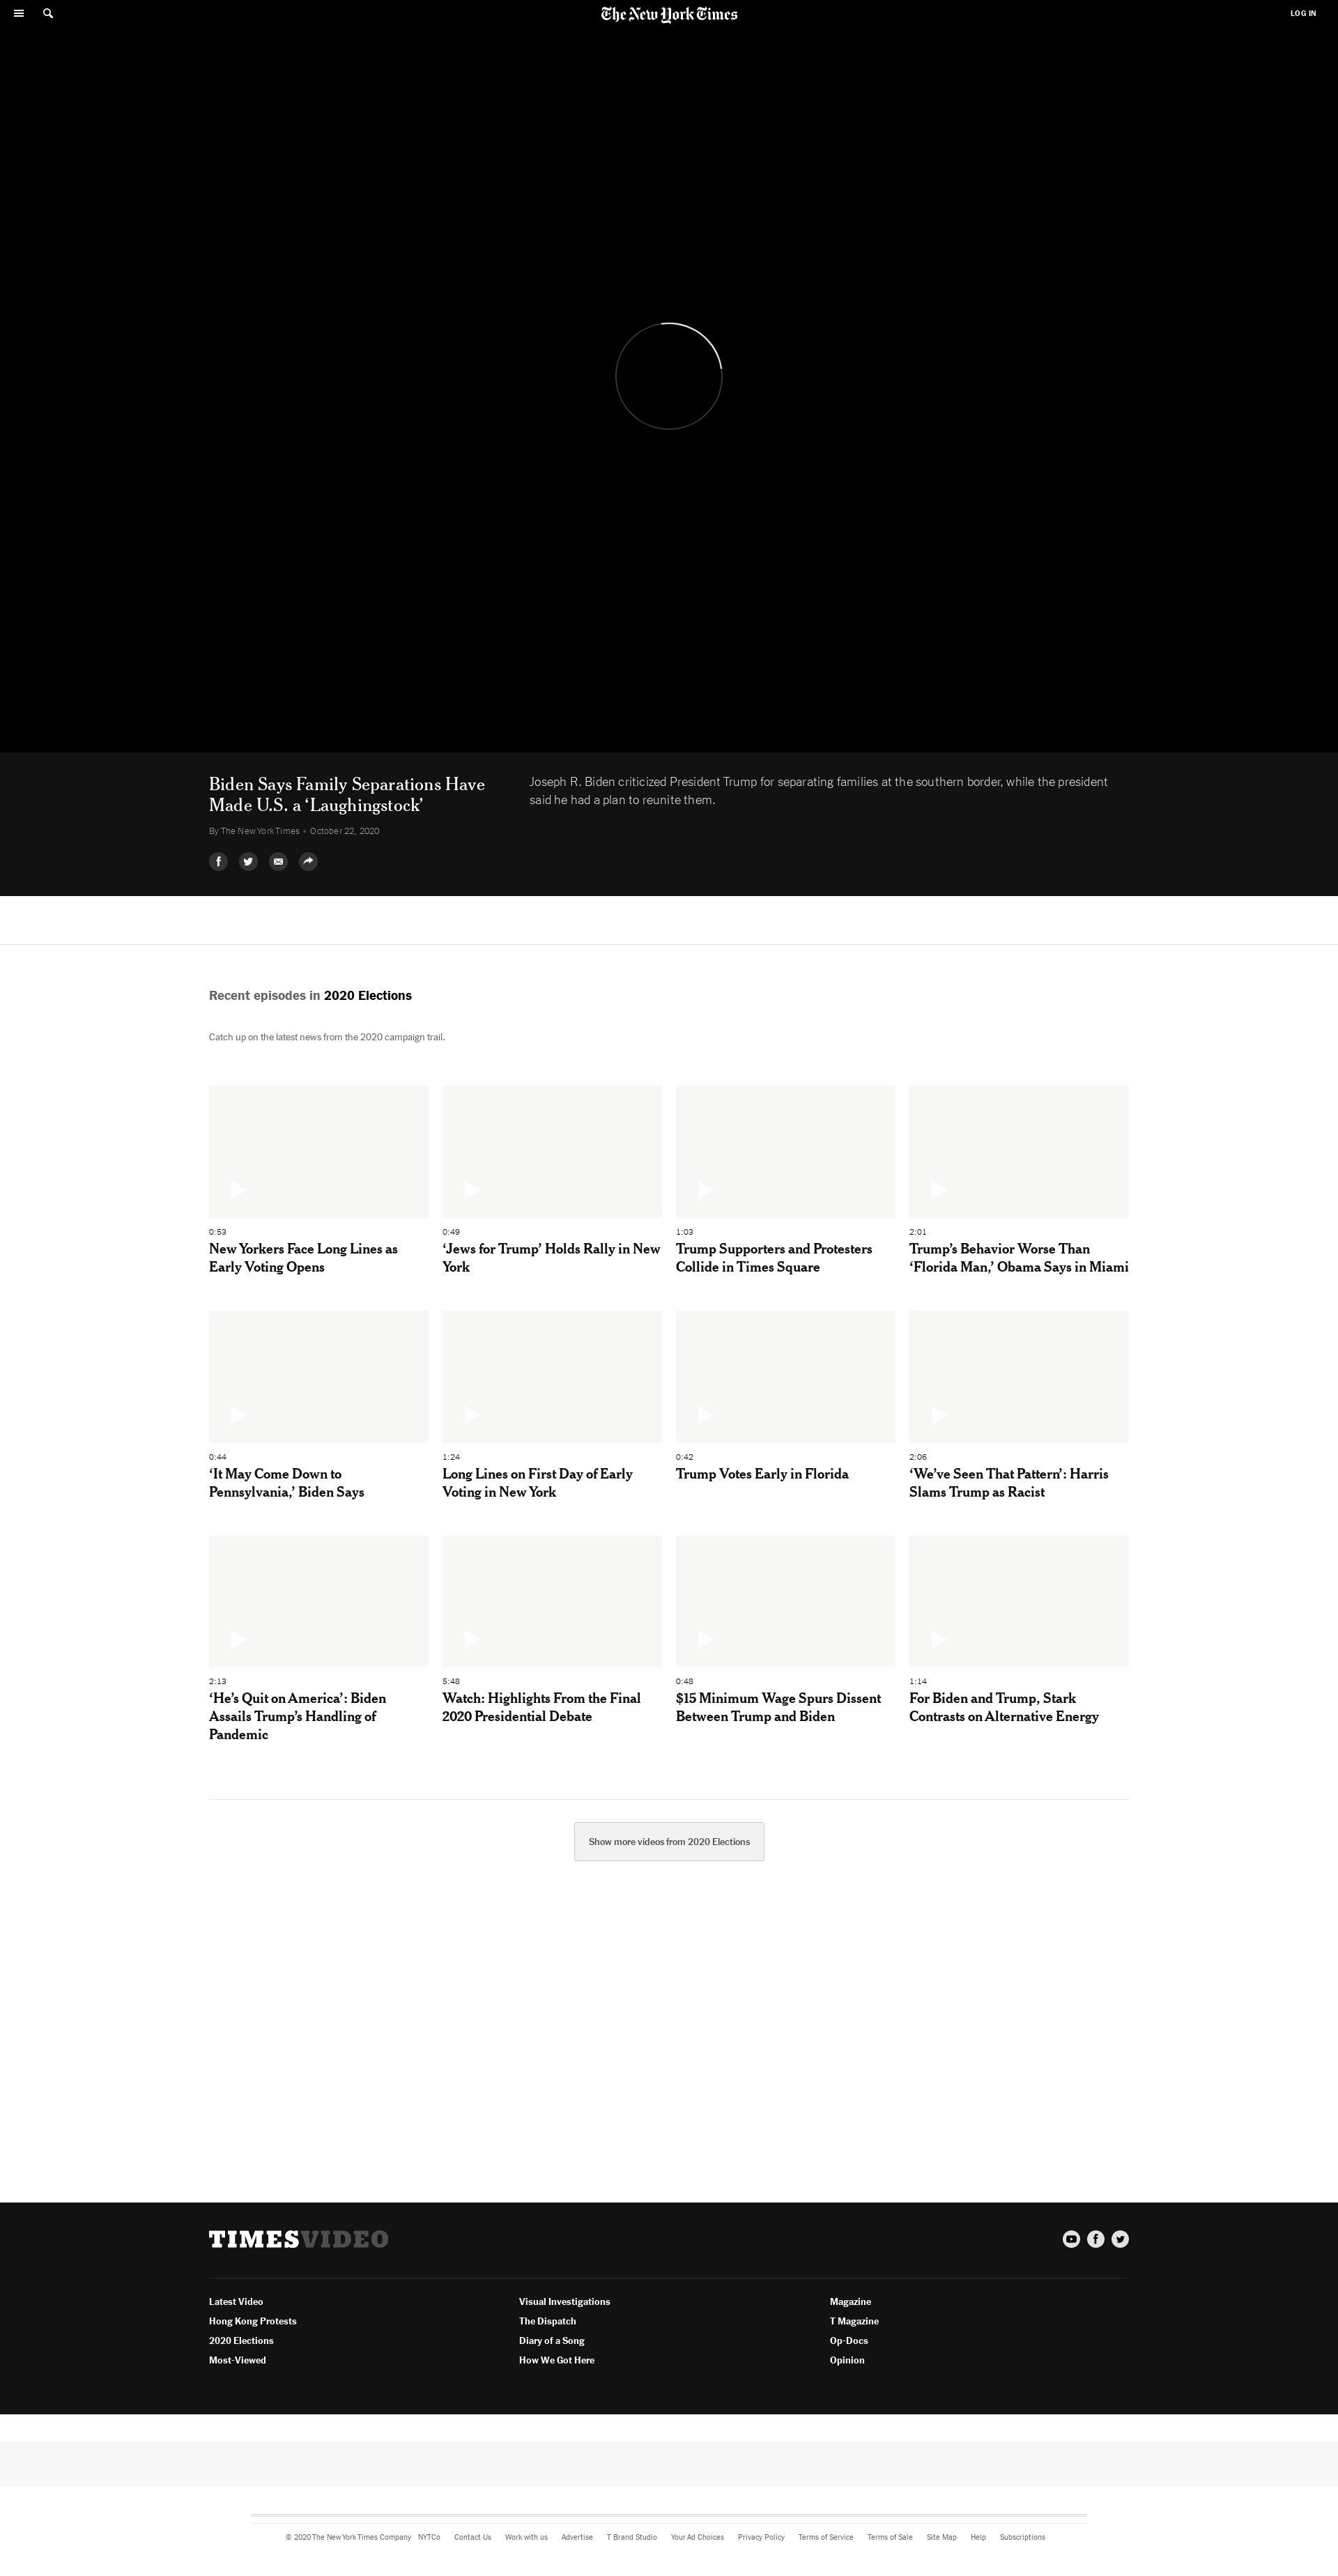 The New York Times
LOG IN
Biden Says Family Separations Have
Made U.S. a ‘Laughingstock’
By The New York Times • October 22, 2020
Joseph R. Biden criticized President Trump for separating families at the southern border, while the president
said he had a plan to reunite them.
Recent episodes in 2020 Elections
Catch up on the latest news from the 2020 campaign trail.
0:53
New Yorkers Face Long Lines as
Early Voting Opens
0:49
‘Jews for Trump’ Holds Rally in New
York
1:03
Trump Supporters and Protesters
Collide in Times Square
2:01
Trump’s Behavior Worse Than
‘Florida Man,’ Obama Says in Miami
0:44
‘It May Come Down to
Pennsylvania,’ Biden Says
1:24
Long Lines on First Day of Early
Voting in New York
0:42
Trump Votes Early in Florida
2:06
‘We’ve Seen That Pattern’: Harris
Slams Trump as Racist
2:13
‘He’s Quit on America’: Biden
Assails Trump’s Handling of
Pandemic
5:48
Watch: Highlights From the Final
2020 Presidential Debate
0:48
$15 Minimum Wage Spurs Dissent
Between Trump and Biden
1:14
For Biden and Trump, Stark
Contrasts on Alternative Energy
Show more videos from 2020 Elections
TIMESVIDEO
Latest Video
Hong Kong Protests
2020 Elections
Most-Viewed
Visual Investigations
The Dispatch
Diary of a Song
How We Got Here
Magazine
T Magazine
Op-Docs
Opinion
© 2020 The New York Times Company NYTCo Contact Us Work with us Advertise T Brand Studio Your Ad Choices Privacy Policy Terms of Service Terms of Sale Site Map Help Subscriptions